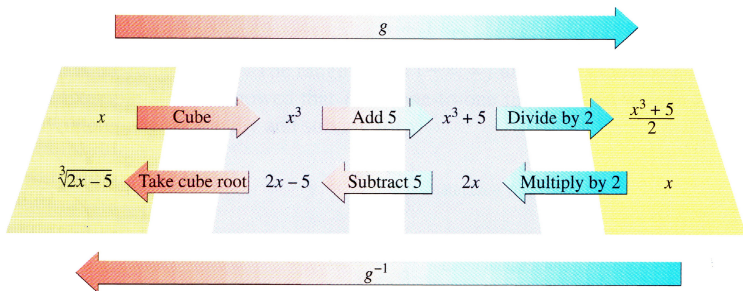 g
x Cube x³ Add 5 x³ + 5 Divide by 2 x³ + 5 / 2
∛2x − 5 Take cube root 2x − 5 Subtract 5 2x Multiply by 2 x
g⁻¹